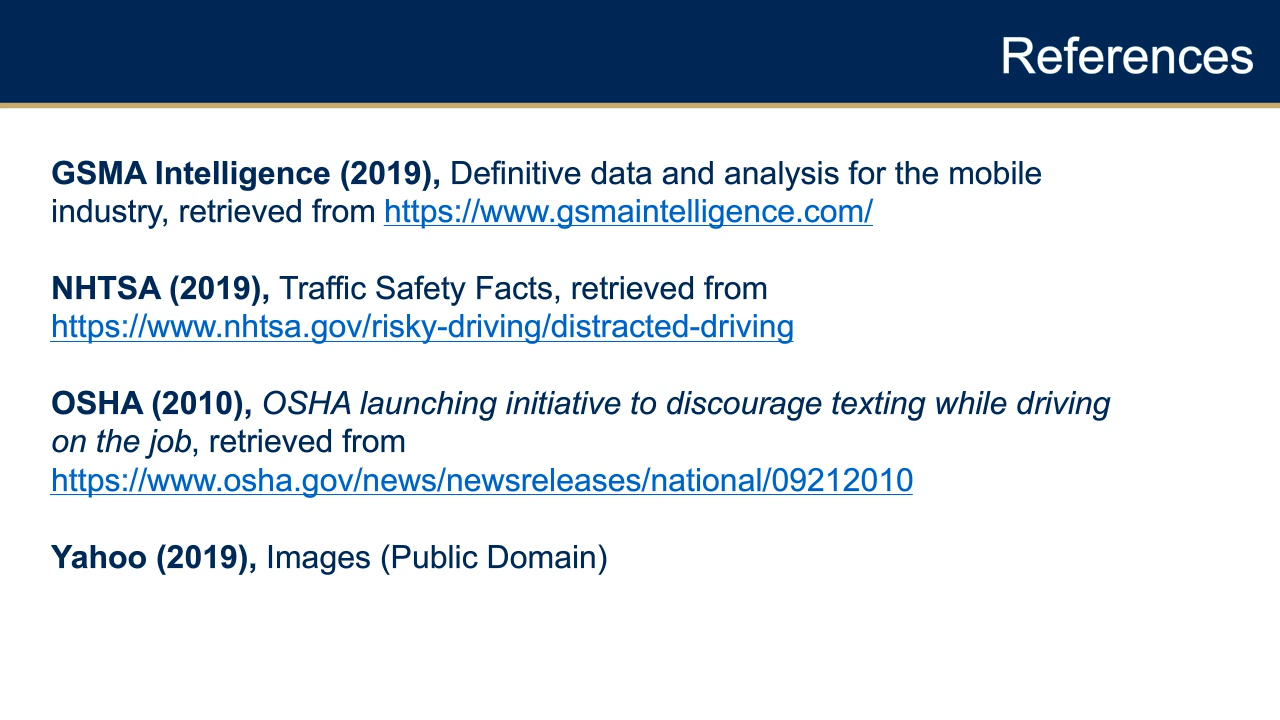 References
GSMA Intelligence (2019), Definitive data and analysis for the mobile
industry, retrieved from https://www.gsmaintelligence.com/
NHTSA (2019), Traffic Safety Facts, retrieved from
https://www.nhtsa.gov/risky-driving/distracted-driving
OSHA (2010), OSHA launching initiative to discourage texting while driving
on the job, retrieved from
https://www.osha.gov/news/newsreleases/national/09212010
Yahoo (2019), Images (Public Domain)